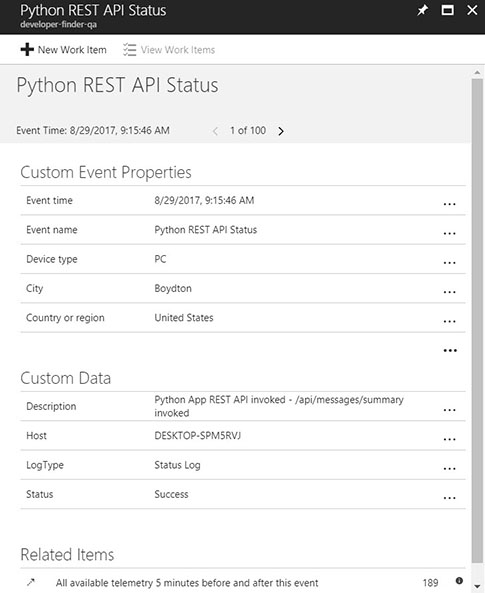 Python REST API Status
developer-finder-qa
New Work Item View Work Items
Python REST API Status
Event Time: 8/29/2017, 9:15:46 AM < 1 of 100 >
Custom Event Properties
Event time 8/29/2017, 9:15:46 AM ...
Event name Python REST API Status ...
Device type PC ...
City Boydton ...
Country or region United States ...
...
Custom Data
Description Python App REST API invoked - /api/messages/summary
invoked ...
Host DESKTOP-SPM5RVJ ...
LogType Status Log ...
Status Success ...
Related Items
All available telemetry 5 minutes before and after this event 189